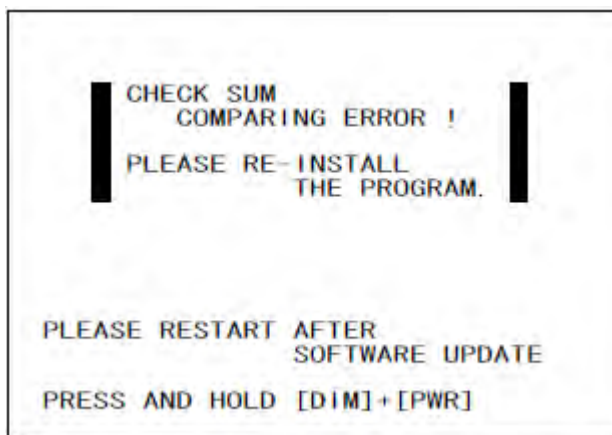 CHECK SUM
COMPARING ERROR !
PLEASE RE-INSTALL
THE PROGRAM.
PLEASE RESTART AFTER
SOFTWARE UPDATE
PRESS AND HOLD [DIM]+[PWR]